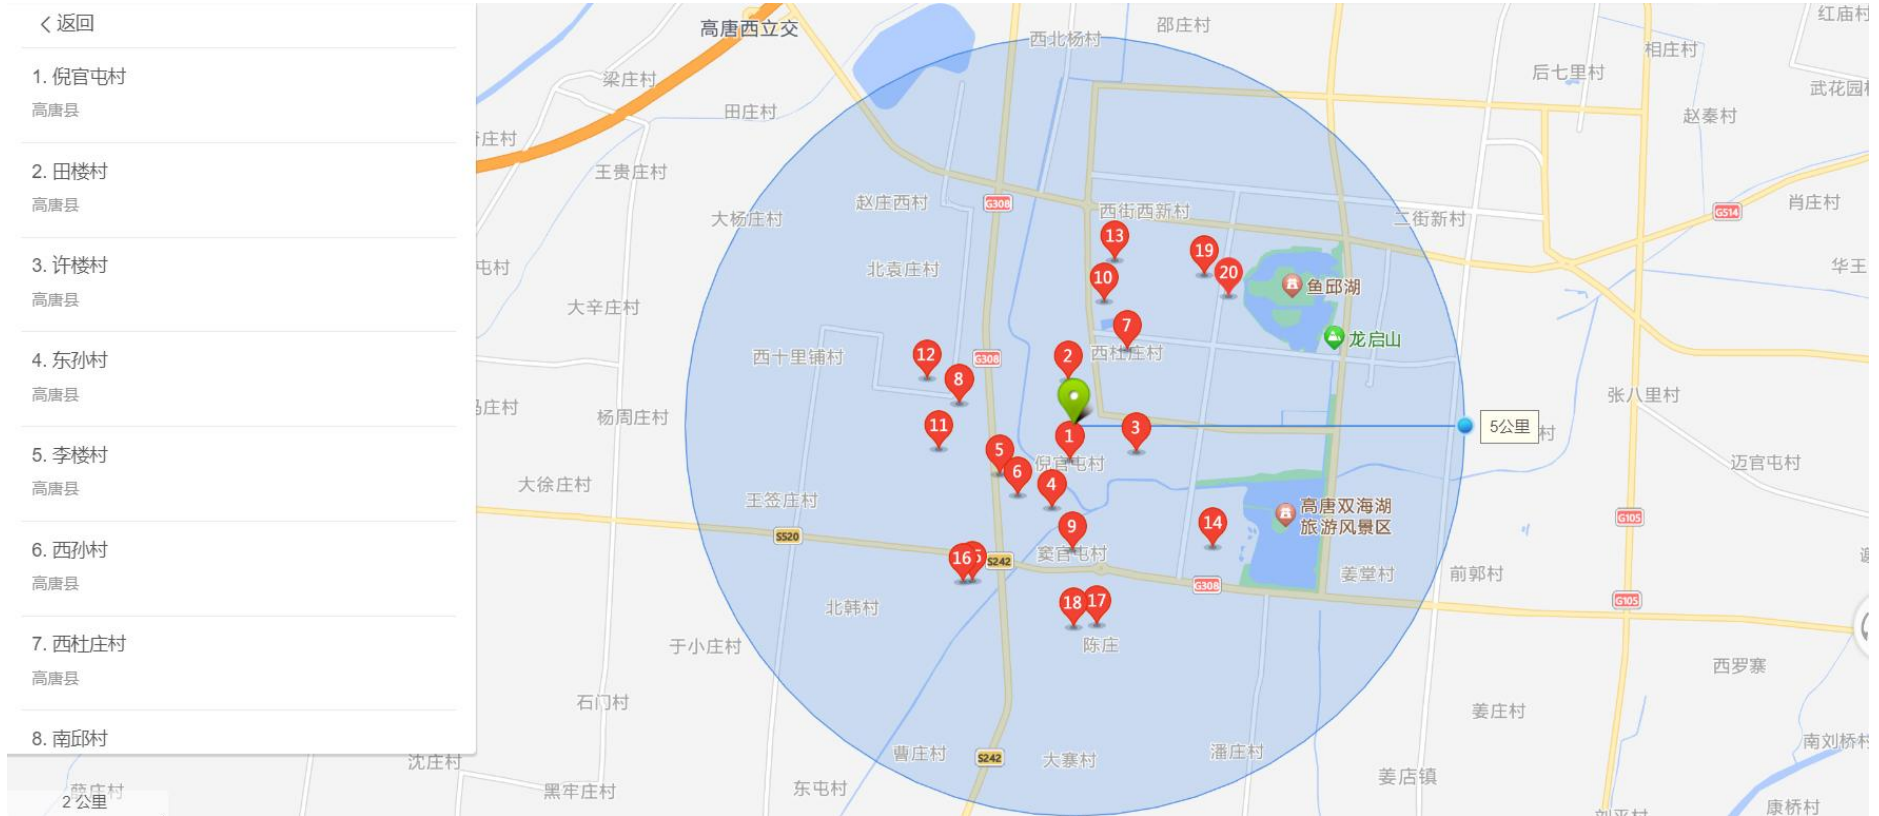 返回
1. 倪官屯村
高唐县
2. 田楼村
高唐县
3. 许楼村
高唐县
4. 东孙村
高唐县
5. 李楼村
高唐县
6. 西孙村
高唐县
7. 西杜庄村
高唐县
8. 南邱村
2 公里
高唐西立交
西北杨村
邵庄村
红庙村
相庄村
后七里村
梁庄村
武花园村
田庄村
赵秦村
庄村
王贵庄村
赵庄西村
G308
西街西新村
二街新村
G514
肖庄村
大杨庄村
13
19
20
屯村
北袁庄村
10
鱼邱湖
华王
大辛庄村
7
龙启山
西十里铺村
12
G308
2
西杜庄村
8
张八里村
马庄村
杨周庄村
11
1
3
5公里
村
5
6
倪官屯村
迈官屯村
大徐庄村
4
王签庄村
高唐双海湖
旅游风景区
S520
9
14
G105
16
5
S242
窦官屯村
姜堂村
前郭村
G308
北韩村
18
17
G105
于小庄村
陈庄
西罗寨
石门村
姜庄村
曹庄村
S242
大寨村
潘庄村
南刘桥村
沈庄村
姜店镇
薛庄村
黑牢庄村
东屯村
康桥村